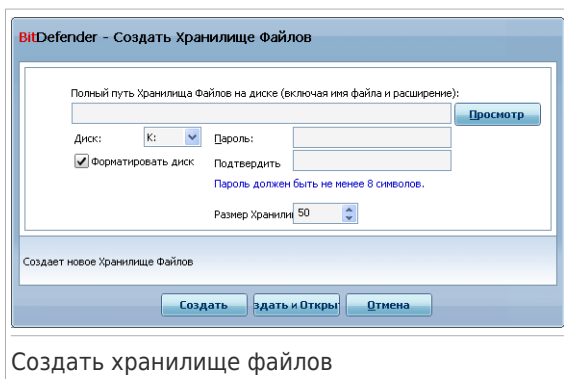 BitDefender - Создать Хранилище Файлов
Полный путь Хранилища Файлов на диске (включая имя файла и расширение):
Просмотр
Диск: K: Пароль:
Форматировать диск Подтвердить
Пароль должен быть не менее 8 символов.
Размер Хранили 50
Создает новое Хранилище Файлов
Создать здать и Откры Отмена
Создать хранилище файлов